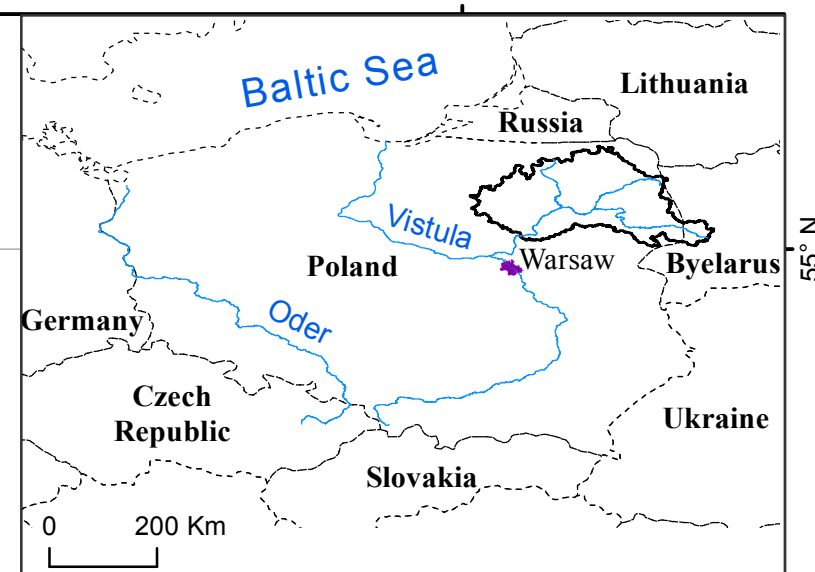 Baltic Sea
Lithuania
Russia
Vistula
Warsaw
55° N
Poland
Byelarus
Germany
Oder
Czech
Republic
Ukraine
Slovakia
0 200 Km